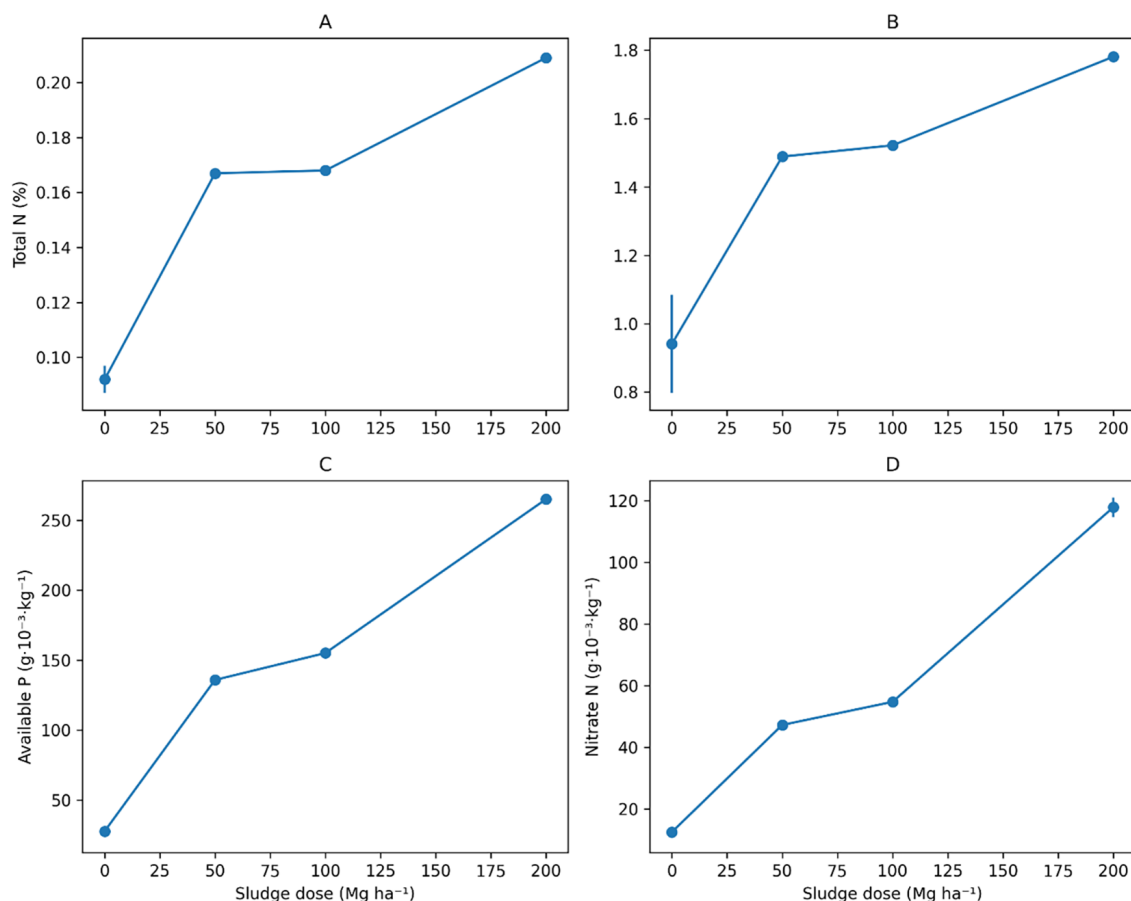 A
Total N (%)
0.20
0.18
0.16
0.14
0.12
0.10
0 25 50 75 100 125 150 175 200
B
1.8
1.6
1.4
1.2
1.0
0.8
0 25 50 75 100 125 150 175 200
C
Available P (g·10⁻³·kg⁻¹)
250
200
150
100
50
0 25 50 75 100 125 150 175 200
Sludge dose (Mg ha⁻¹)
D
Nitrate N (g·10⁻³·kg⁻¹)
120
100
80
60
40
20
0 25 50 75 100 125 150 175 200
Sludge dose (Mg ha⁻¹)